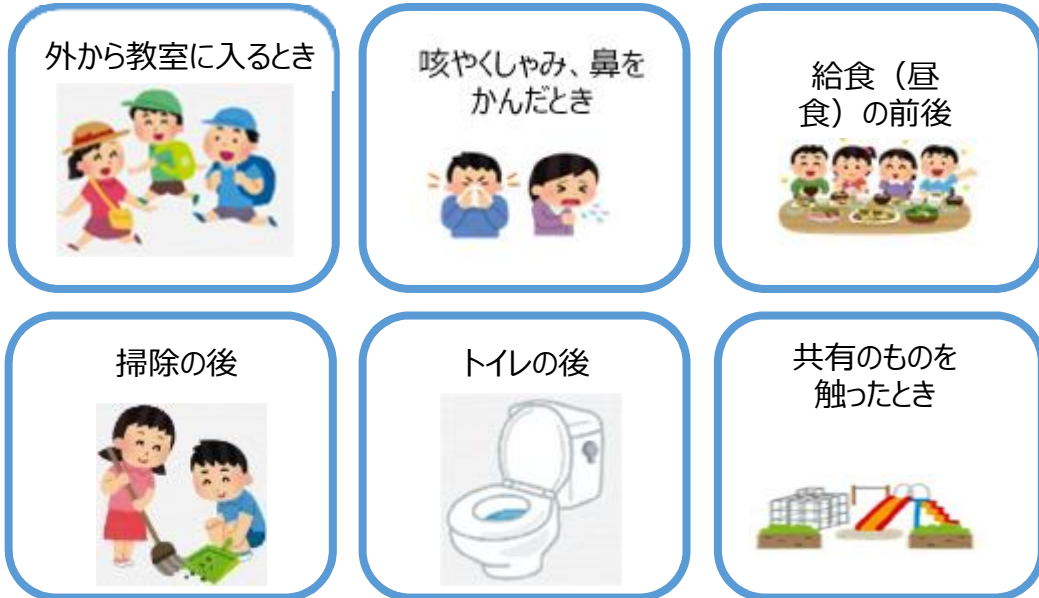 外から教室に入るとき
咳やくしゃみ、鼻を
かんだとき
給食（昼
食）の前後
掃除の後
トイレの後
共有のものを
触ったとき